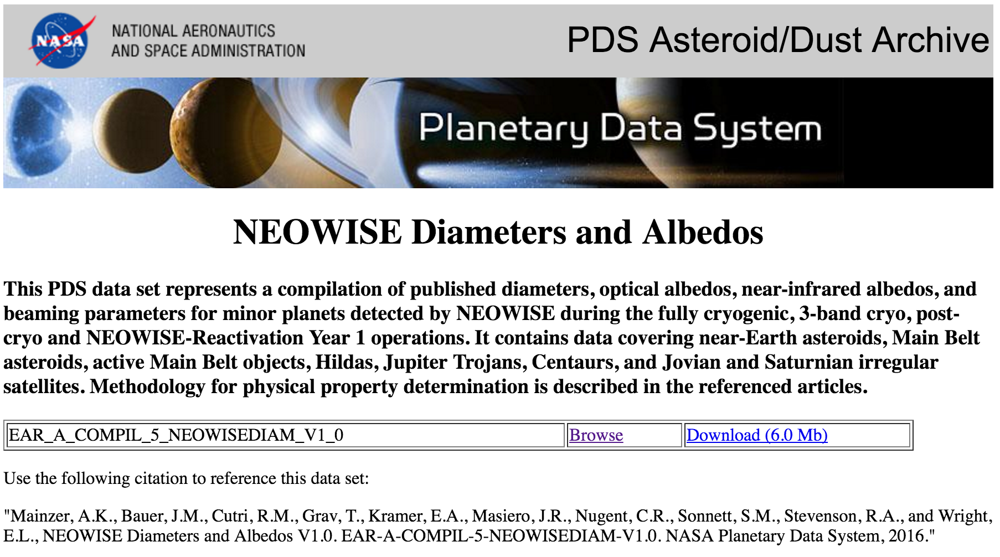 NASA
NATIONAL AERONAUTICS
AND SPACE ADMINISTRATION
PDS Asteroid/Dust Archive
Planetary Data System
NEOWISE Diameters and Albedos
This PDS data set represents a compilation of published diameters, optical albedos, near-infrared albedos, and
beaming parameters for minor planets detected by NEOWISE during the fully cryogenic, 3-band cryo, post-
cryo and NEOWISE-Reactivation Year 1 operations. It contains data covering near-Earth asteroids, Main Belt
asteroids, active Main Belt objects, Hildas, Jupiter Trojans, Centaurs, and Jovian and Saturnian irregular
satellites. Methodology for physical property determination is described in the referenced articles.
EAR_A_COMPIL_5_NEOWISEDIAM_V1_0 Browse Download (6.0 Mb)
Use the following citation to reference this data set:
"Mainzer, A.K., Bauer, J.M., Cutri, R.M., Grav, T., Kramer, E.A., Masiero, J.R., Nugent, C.R., Sonnett, S.M., Stevenson, R.A., and Wright,
E.L., NEOWISE Diameters and Albedos V1.0. EAR-A-COMPIL-5-NEOWISEDIAM-V1.0. NASA Planetary Data System, 2016."